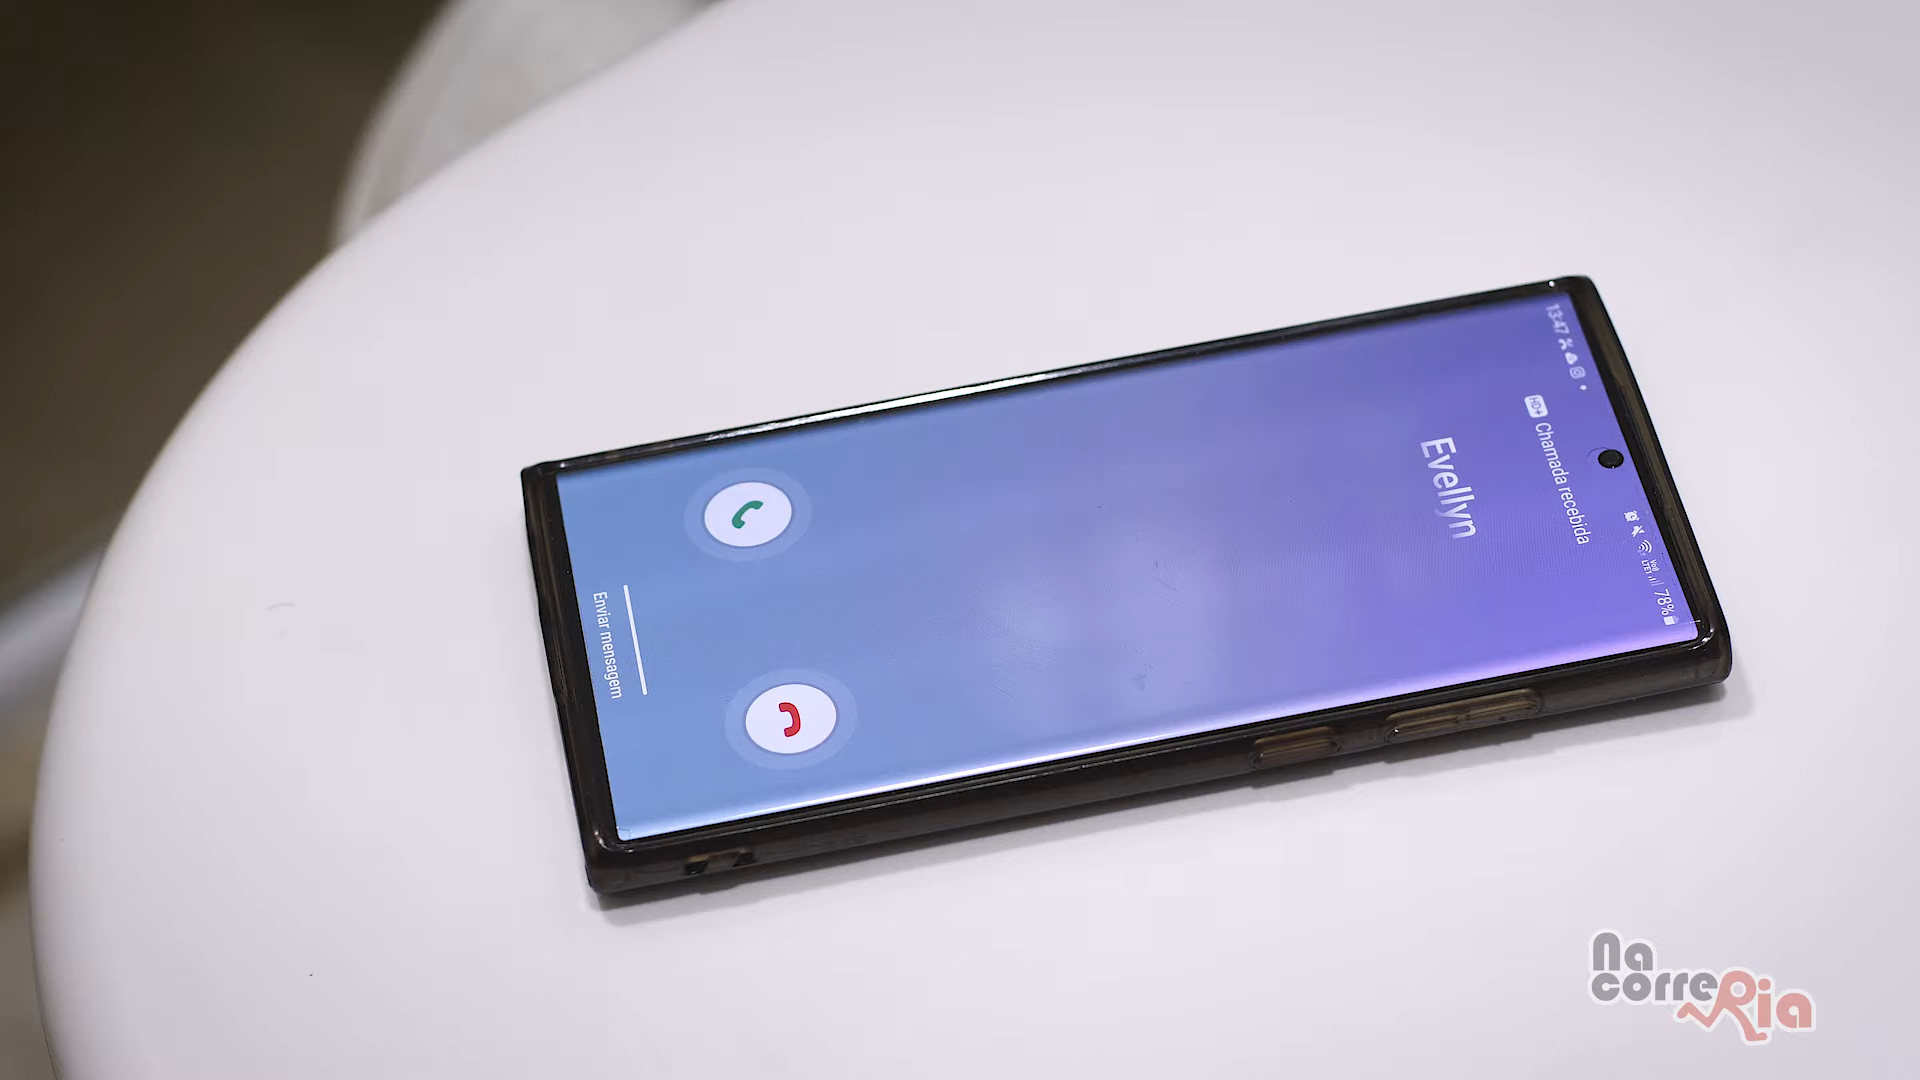 13:47
HD+ Chamada recebida
Evellyn
78%
Enviar mensagem
Na
correRia